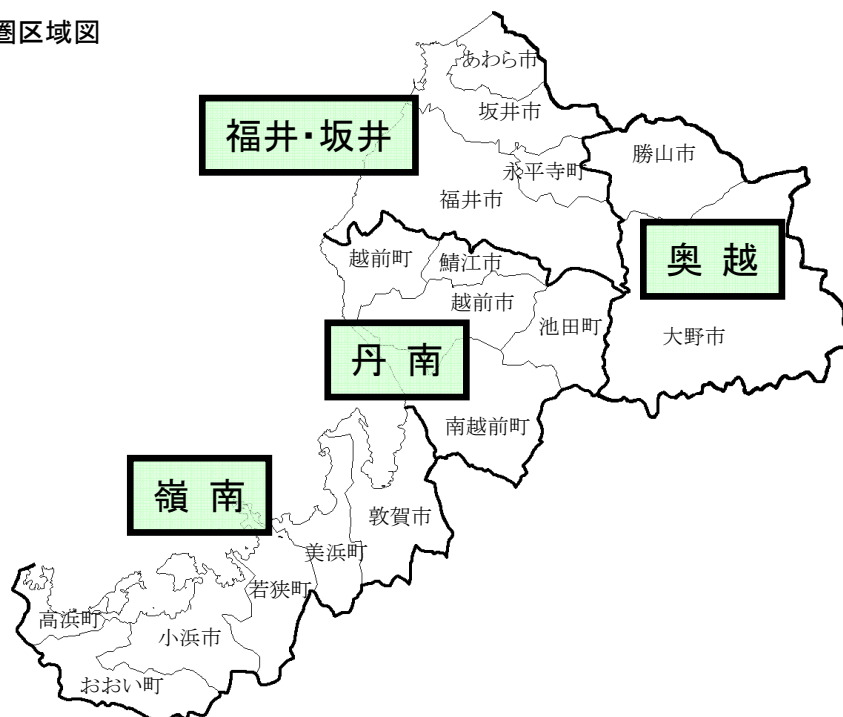 圏区域図
あわら市
坂井市
福井・坂井
勝山市
永平寺町
福井市
奥 越
越前町
鯖江市
越前市
池田町
大野市
丹 南
南越前町
嶺 南
敦賀市
美浜町
若狭町
高浜町
小浜市
おおい町